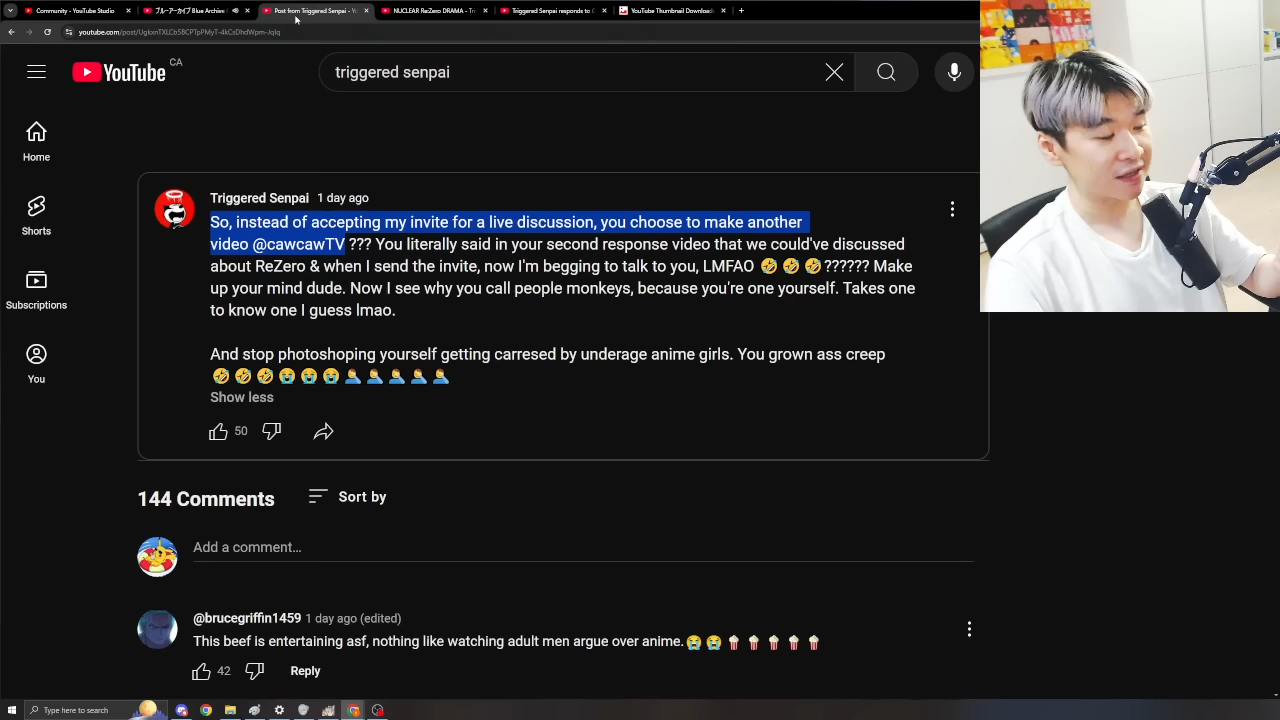 Community - YouTube Studio
ブルーアーカイブ Blue Archive
Post from Triggered Senpai - Yo
NUCLEAR ReZero DRAMA - Tr
Triggered Senpai responds to C
YouTube Thumbnail Download
youtube.com/post/
YouTube CA
triggered senpai
Home
Shorts
Subscriptions
You
Triggered Senpai 1 day ago
So, instead of accepting my invite for a live discussion, you choose to make another
video @cawcawTV ??? You literally said in your second response video that we could've discussed
about ReZero & when I send the invite, now I'm begging to talk to you, LMFAO 🤣 🤣 🤣?????? Make
up your mind dude. Now I see why you call people monkeys, because you're one yourself. Takes one
to know one I guess lmao.
And stop photoshoping yourself getting carresed by underage anime girls. You grown ass creep
🤣 🤣 🤣 😭 😭 😭 🤦‍♂️ 🤦‍♂️ 🤦‍♂️ 🤦‍♂️ 🤦‍♂️
Show less
50
144 Comments
Sort by
Add a comment...
@brucegriffin1459 1 day ago (edited)
This beef is entertaining asf, nothing like watching adult men argue over anime.😭 😭 🍿 🍿 🍿 🍿 🍿
42 Reply
Type here to search